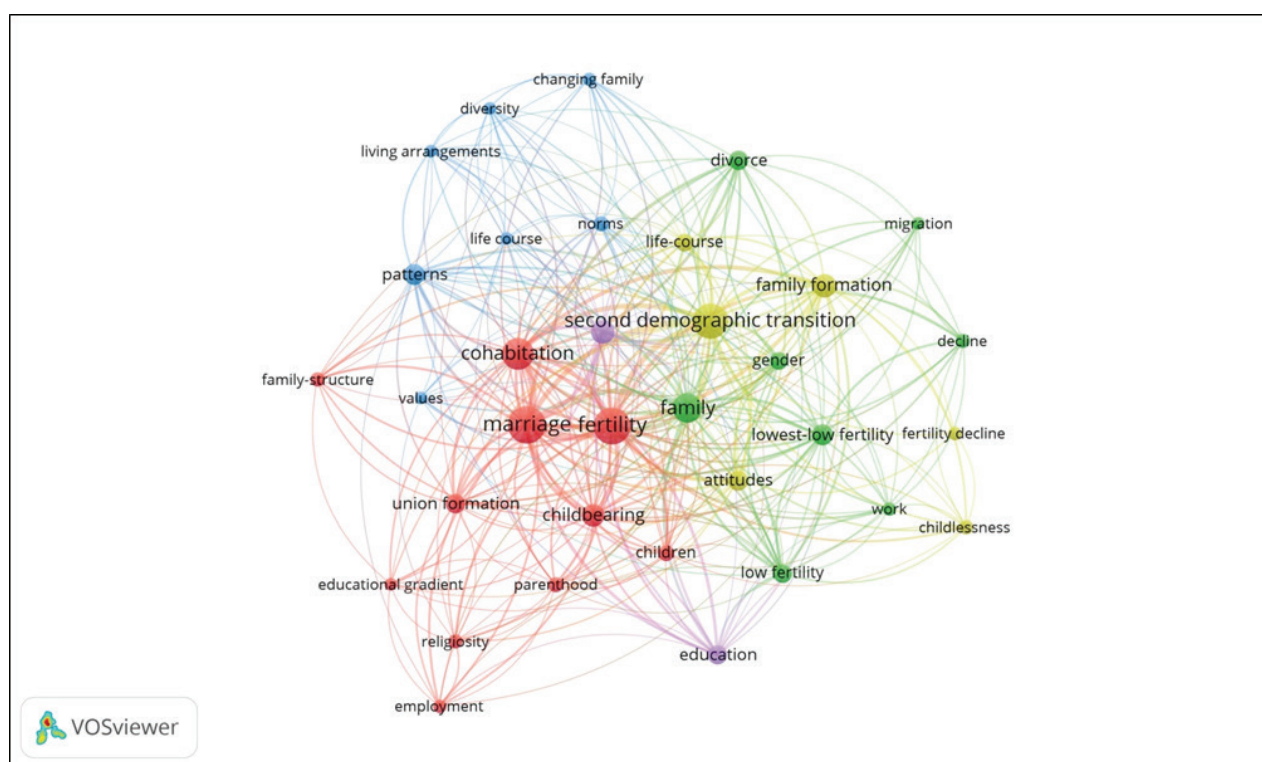 changing family
diversity
living arrangements
divorce
norms
migration
life course
life-course
patterns
family formation
second demographic transition
decline
cohabitation
gender
family-structure
values
family
marriage
fertility
lowest-low fertility
fertility decline
attitudes
union formation
childbearing
work
childlessness
children
low fertility
educational gradient
parenthood
religiosity
education
employment
VOSviewer